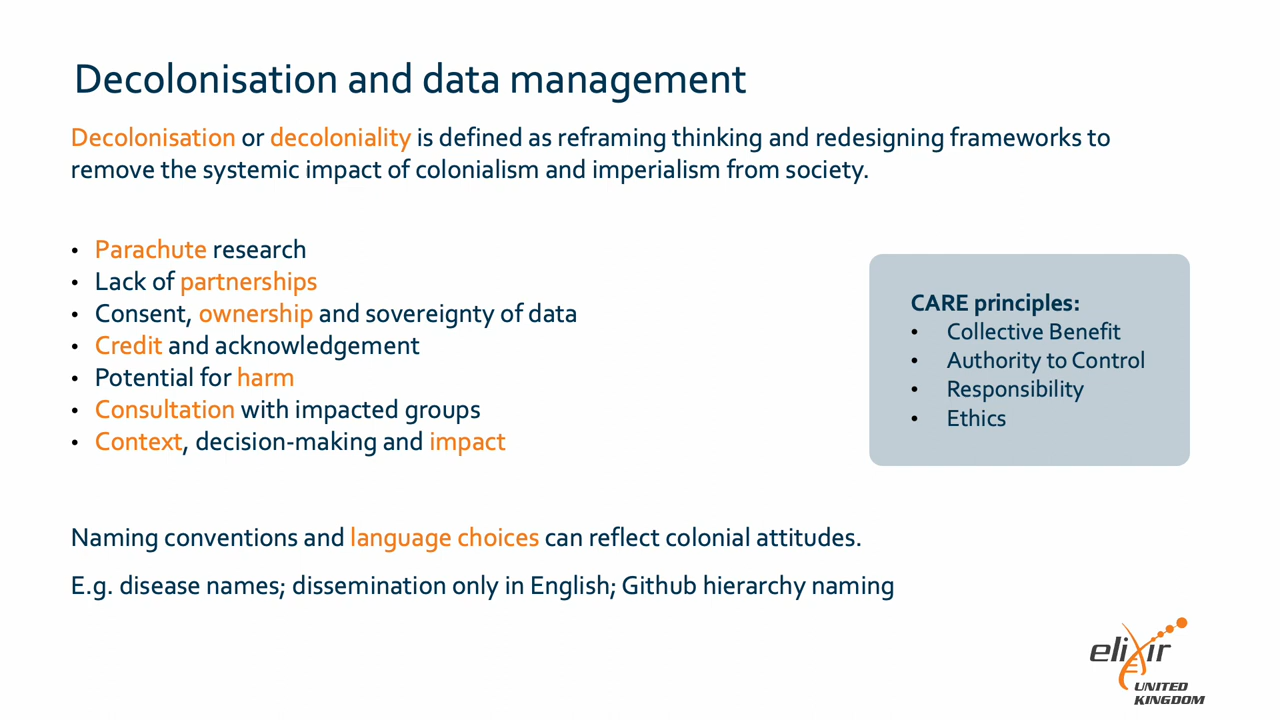 Decolonisation and data management
Decolonisation or decoloniality is defined as reframing thinking and redesigning frameworks to
remove the systemic impact of colonialism and imperialism from society.
• Parachute research
• Lack of partnerships
• Consent, ownership and sovereignty of data
• Credit and acknowledgement
• Potential for harm
• Consultation with impacted groups
• Context, decision-making and impact
CARE principles:
• Collective Benefit
• Authority to Control
• Responsibility
• Ethics
Naming conventions and language choices can reflect colonial attitudes.
E.g. disease names; dissemination only in English; Github hierarchy naming
elixir
UNITED
KINGDOM